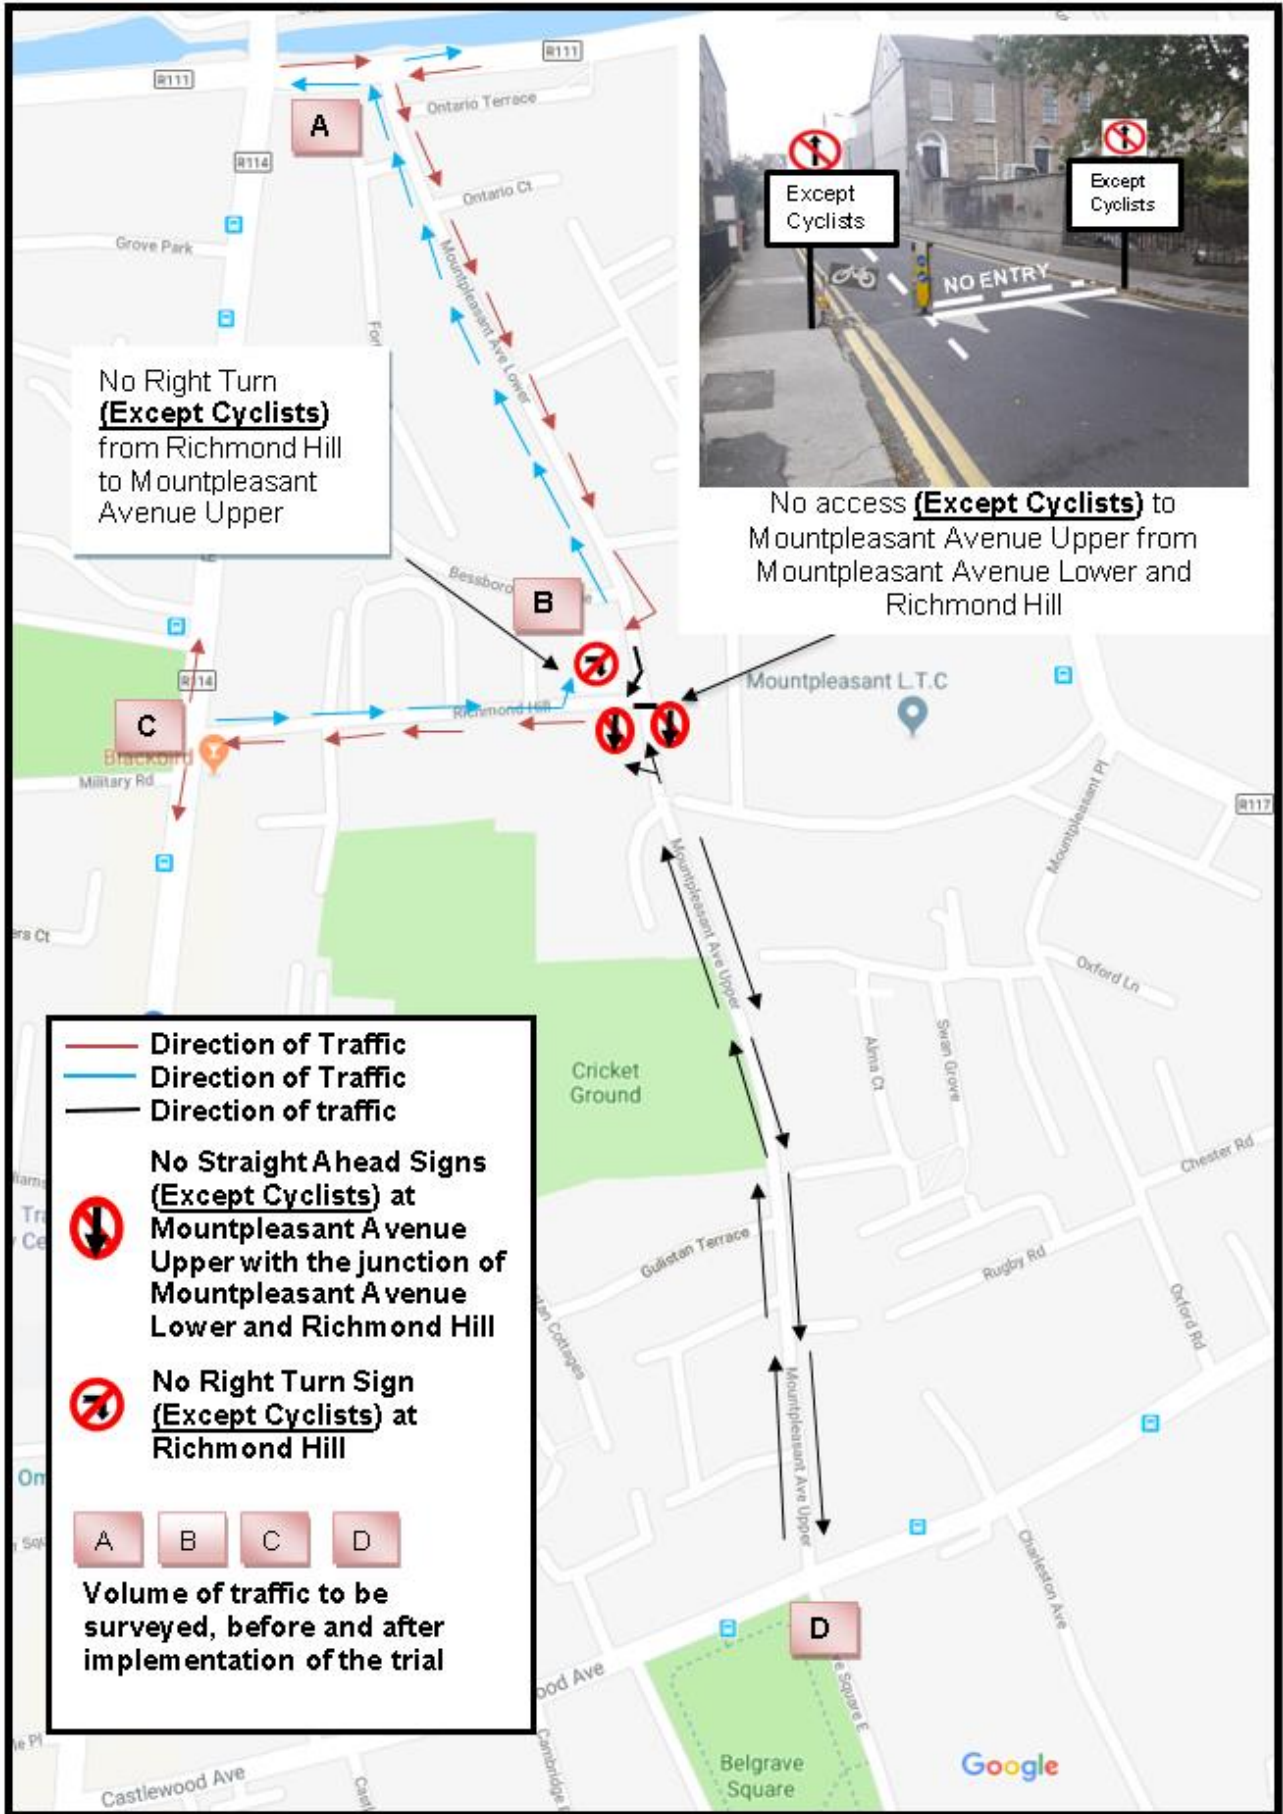 R111
R111
Ontario Terrace
A
R114
Ontario Ct
Grove Park
Mountpleasant Ave Lower
Except
Cyclists
Except
Cyclists
NO ENTRY
No Right Turn
(Except Cyclists)
from Richmond Hill
to Mountpleasant
Avenue Upper
No access (Except Cyclists) to
Mountpleasant Avenue Upper from
Mountpleasant Avenue Lower and
Richmond Hill
B
R114
Mountpleasant L.T.C
Richmond Hill
C
Blackbird
Military Rd
R117
Mountpleasant Pl
Mountpleasant Ave Upper
Oxford Ln
Swan Grove
Alma Ct
Cricket
Ground
Chester Rd
Gulistan Terrace
Rugby Rd
Oxford Rd
Cottages
Mountpleasant Ave Upper
Charleston Ave
Direction of Traffic
Direction of Traffic
Direction of traffic
No Straight Ahead Signs
(Except Cyclists) at
Mountpleasant Avenue
Upper with the junction of
Mountpleasant Avenue
Lower and Richmond Hill
No Right Turn Sign
(Except Cyclists) at
Richmond Hill
A B C D
Volume of traffic to be
surveyed, before and after
implementation of the trial
D
Square E
Castlewood Ave
Belgrave
Square
Google